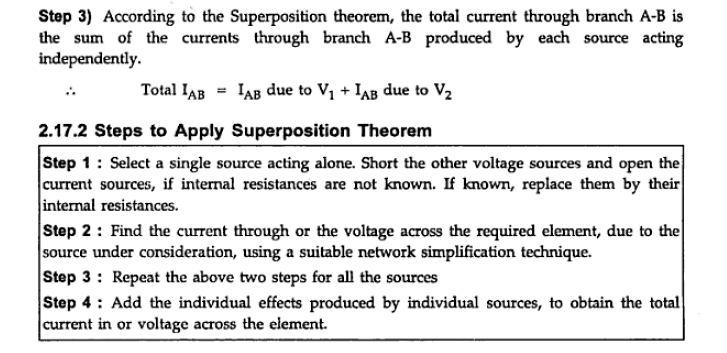 Step 3) According to the Superposition theorem, the total current through branch A-B is
the sum of the currents through branch A-B produced by each source acting
independently.
∴ Total I_AB = I_AB due to V₁ + I_AB due to V₂
2.17.2 Steps to Apply Superposition Theorem
Step 1 : Select a single source acting alone. Short the other voltage sources and open the
current sources, if internal resistances are not known. If known, replace them by their
internal resistances.
Step 2 : Find the current through or the voltage across the required element, due to the
source under consideration, using a suitable network simplification technique.
Step 3 : Repeat the above two steps for all the sources
Step 4 : Add the individual effects produced by individual sources, to obtain the total
current in or voltage across the element.